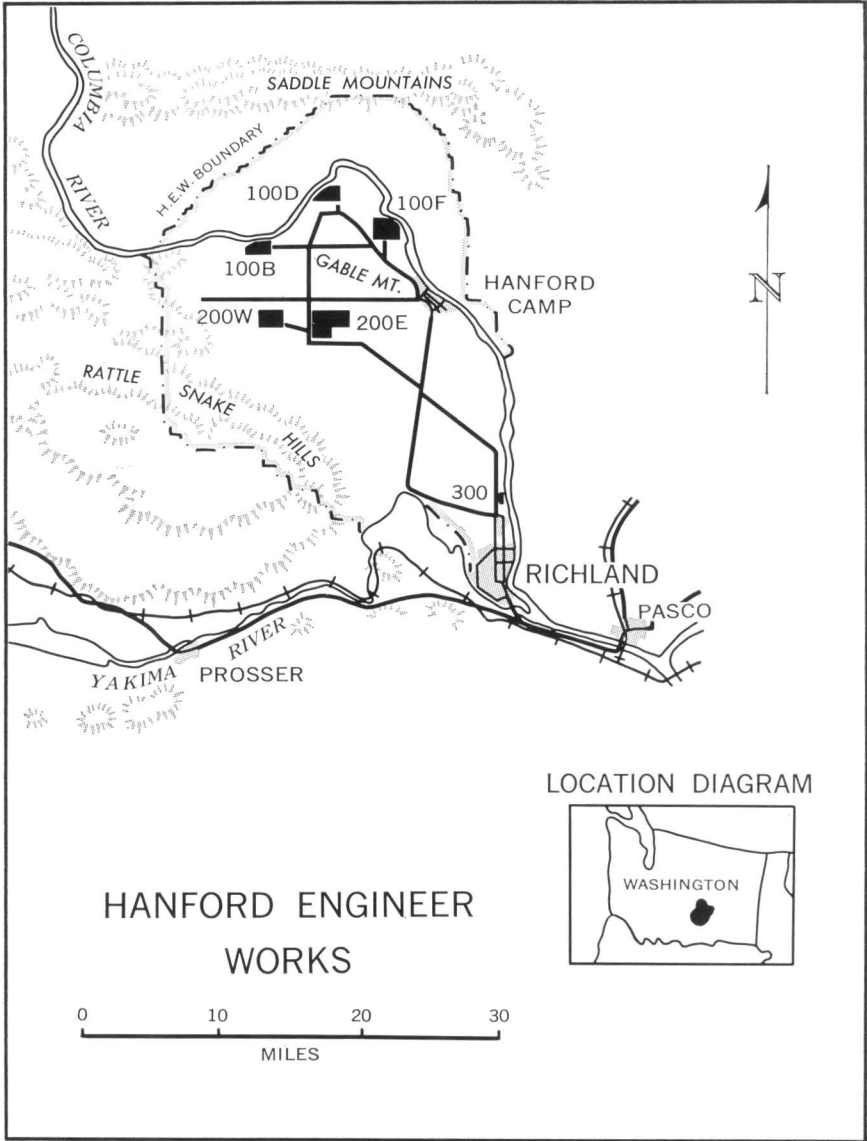 COLUMBIA
RIVER
SADDLE MOUNTAINS
H.E.W. BOUNDARY
100D
100F
100B
GABLE MT.
HANFORD
CAMP
N
200W
200E
RATTLE
SNAKE
HILLS
300
RICHLAND
PASCO
YAKIMA
RIVER
PROSSER
LOCATION DIAGRAM
WASHINGTON
HANFORD ENGINEER
WORKS
0 10 20 30
MILES